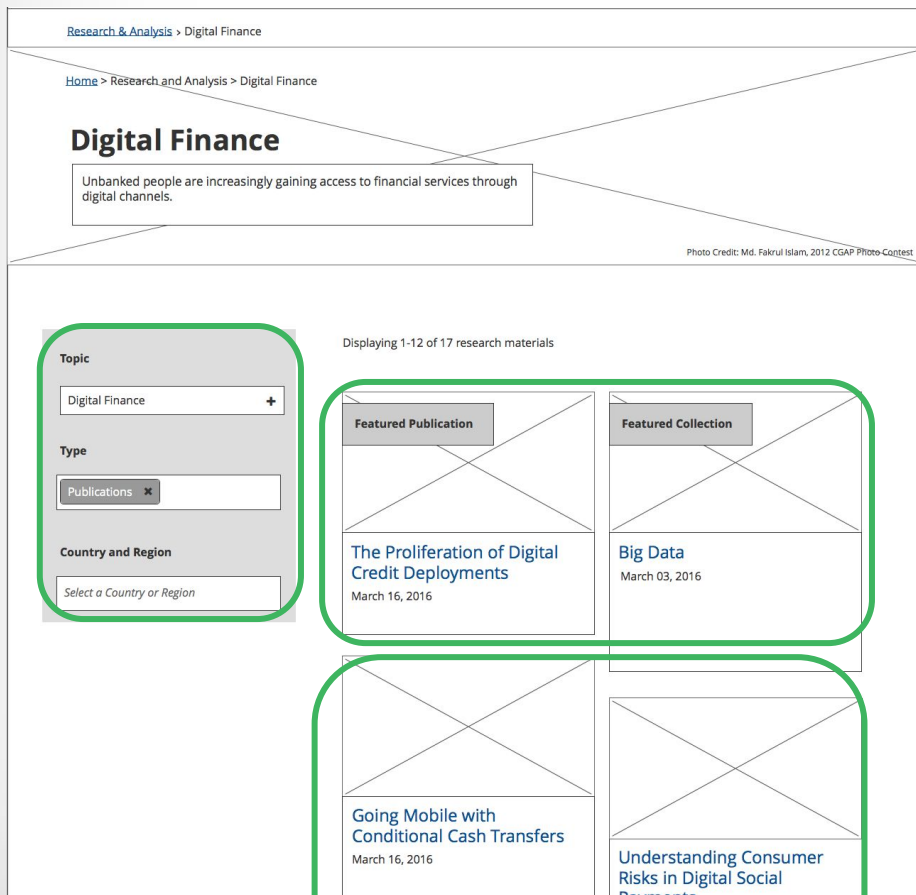 Research & Analysis › Digital Finance
Home > Research and Analysis > Digital Finance
Digital Finance
Unbanked people are increasingly gaining access to financial services through
digital channels.
Photo Credit: Md. Fakrul Islam, 2012 CGAP Photo Contest
Topic
Digital Finance +
Type
Publications ✖
Country and Region
Select a Country or Region
Displaying 1-12 of 17 research materials
Featured Publication
The Proliferation of Digital
Credit Deployments
March 16, 2016
Featured Collection
Big Data
March 03, 2016
Going Mobile with
Conditional Cash Transfers
March 16, 2016
Understanding Consumer
Risks in Digital Social
Payments